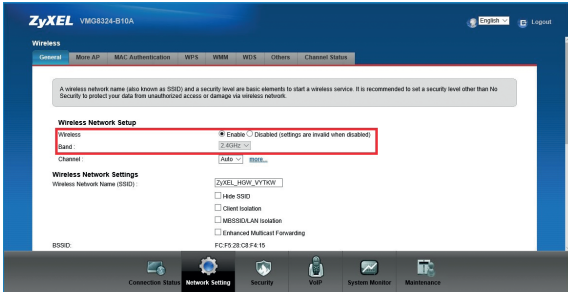 ZyXEL VMG8324-B10A English Logout
Wireless
General More AP MAC Authentication WPS WMM WDS Others Channel Status
A wireless network name (also known as SSID) and a security level are basic elements to start a wireless service. It is recommended to set a security level other than No
Security to protect your data from unauthorized access or damage via wireless network.
Wireless Network Setup
Wireless Enable Disabled (settings are invalid when disabled)
Band : 2.4GHz
Channel : Auto more...
Wireless Network Settings
Wireless Network Name (SSID) : ZyXEL_HGW_VYTKW
Hide SSID
Client Isolation
MBSSID/LAN Isolation
Enhanced Multicast Forwarding
BSSID: FC:F5:28:C8:F4:15
Connection Status Network Setting Security VoIP System Monitor Maintenance